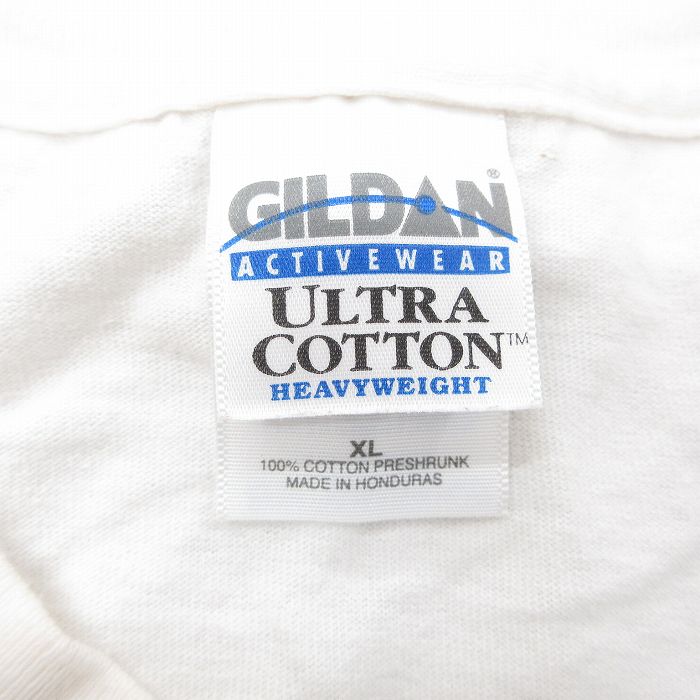 GILDAN®
ACTIVEWEAR
ULTRA
COTTON™
HEAVYWEIGHT
XL
100% COTTON PRESHRUNK
MADE IN HONDURAS